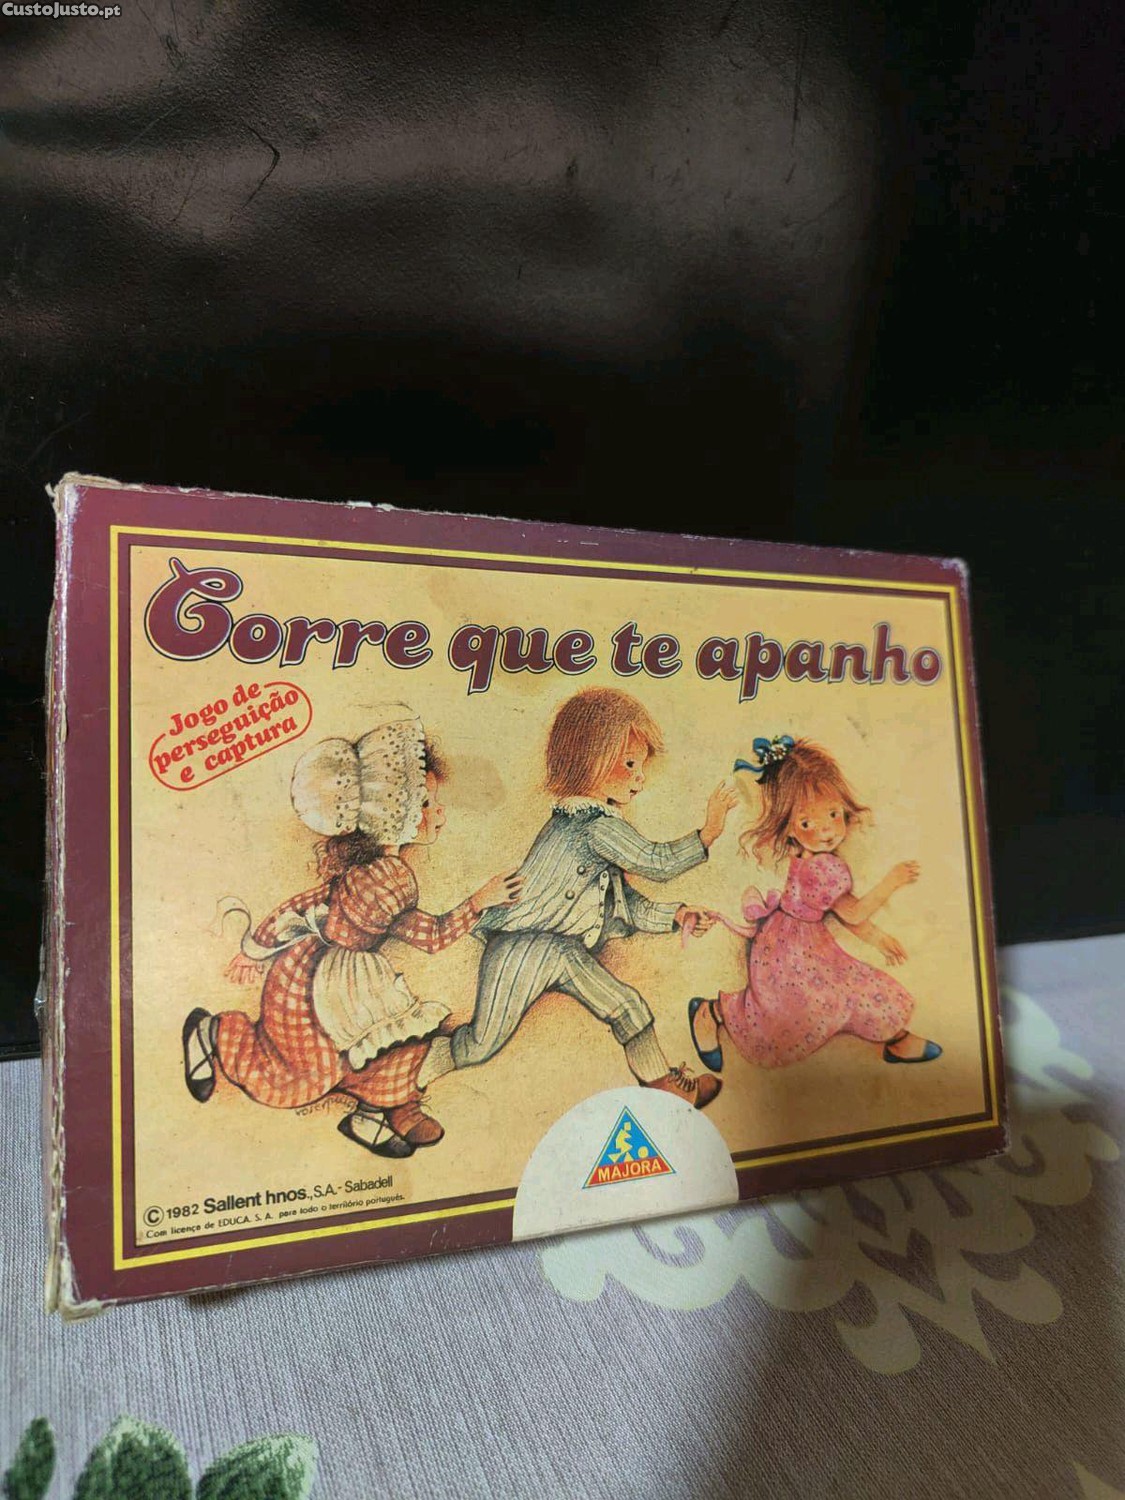 CustoJusto.pt
Corre que te apanho
Jogo de
perseguição
e captura
MAJORA
© 1982 Sallent hnos., S.A. - Sabadell
Com licença de EDUCA. S. A. para todo o território português.